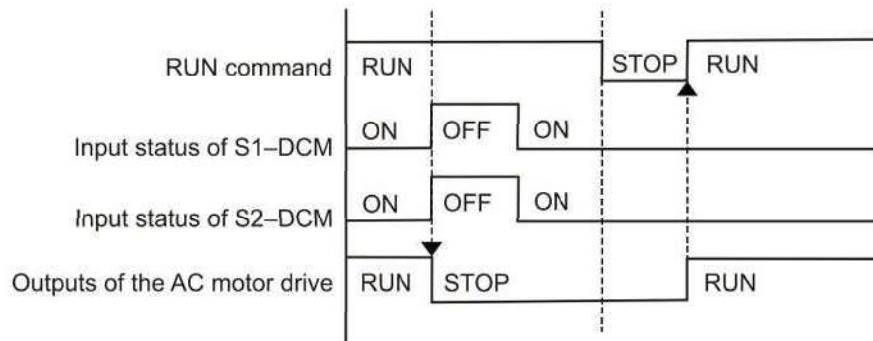 RUN command RUN STOP RUN
Input status of S1–DCM ON OFF ON
Input status of S2–DCM ON OFF ON
Outputs of the AC motor drive RUN STOP RUN